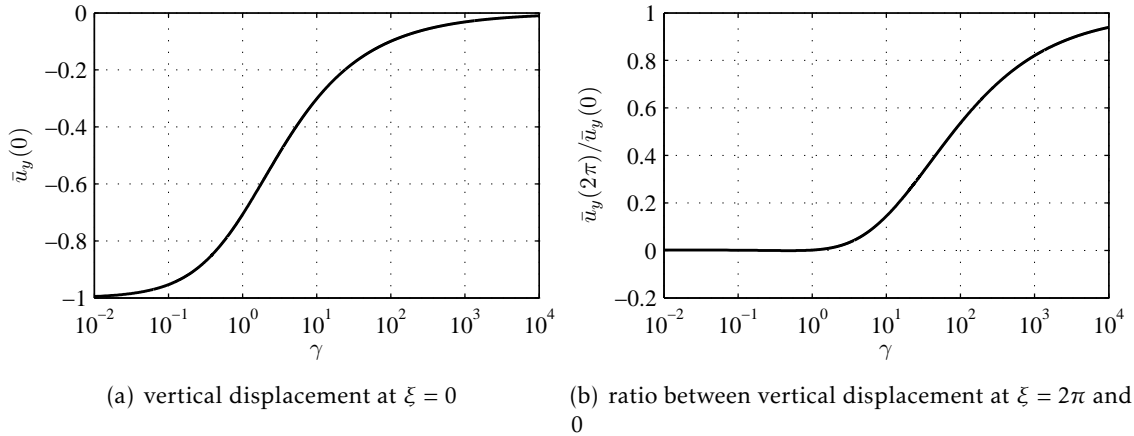 0
−0.2
−0.4
−0.6
−0.8
−1
ū_y(0)
10^−2 10^−1 10^0 10^1 10^2 10^3 10^4
γ
(a) vertical displacement at ξ = 0
1
0.8
0.6
0.4
0.2
0
−0.2
ū_y(2π)/ū_y(0)
10^−2 10^−1 10^0 10^1 10^2 10^3 10^4
γ
(b) ratio between vertical displacement at ξ = 2π and
0